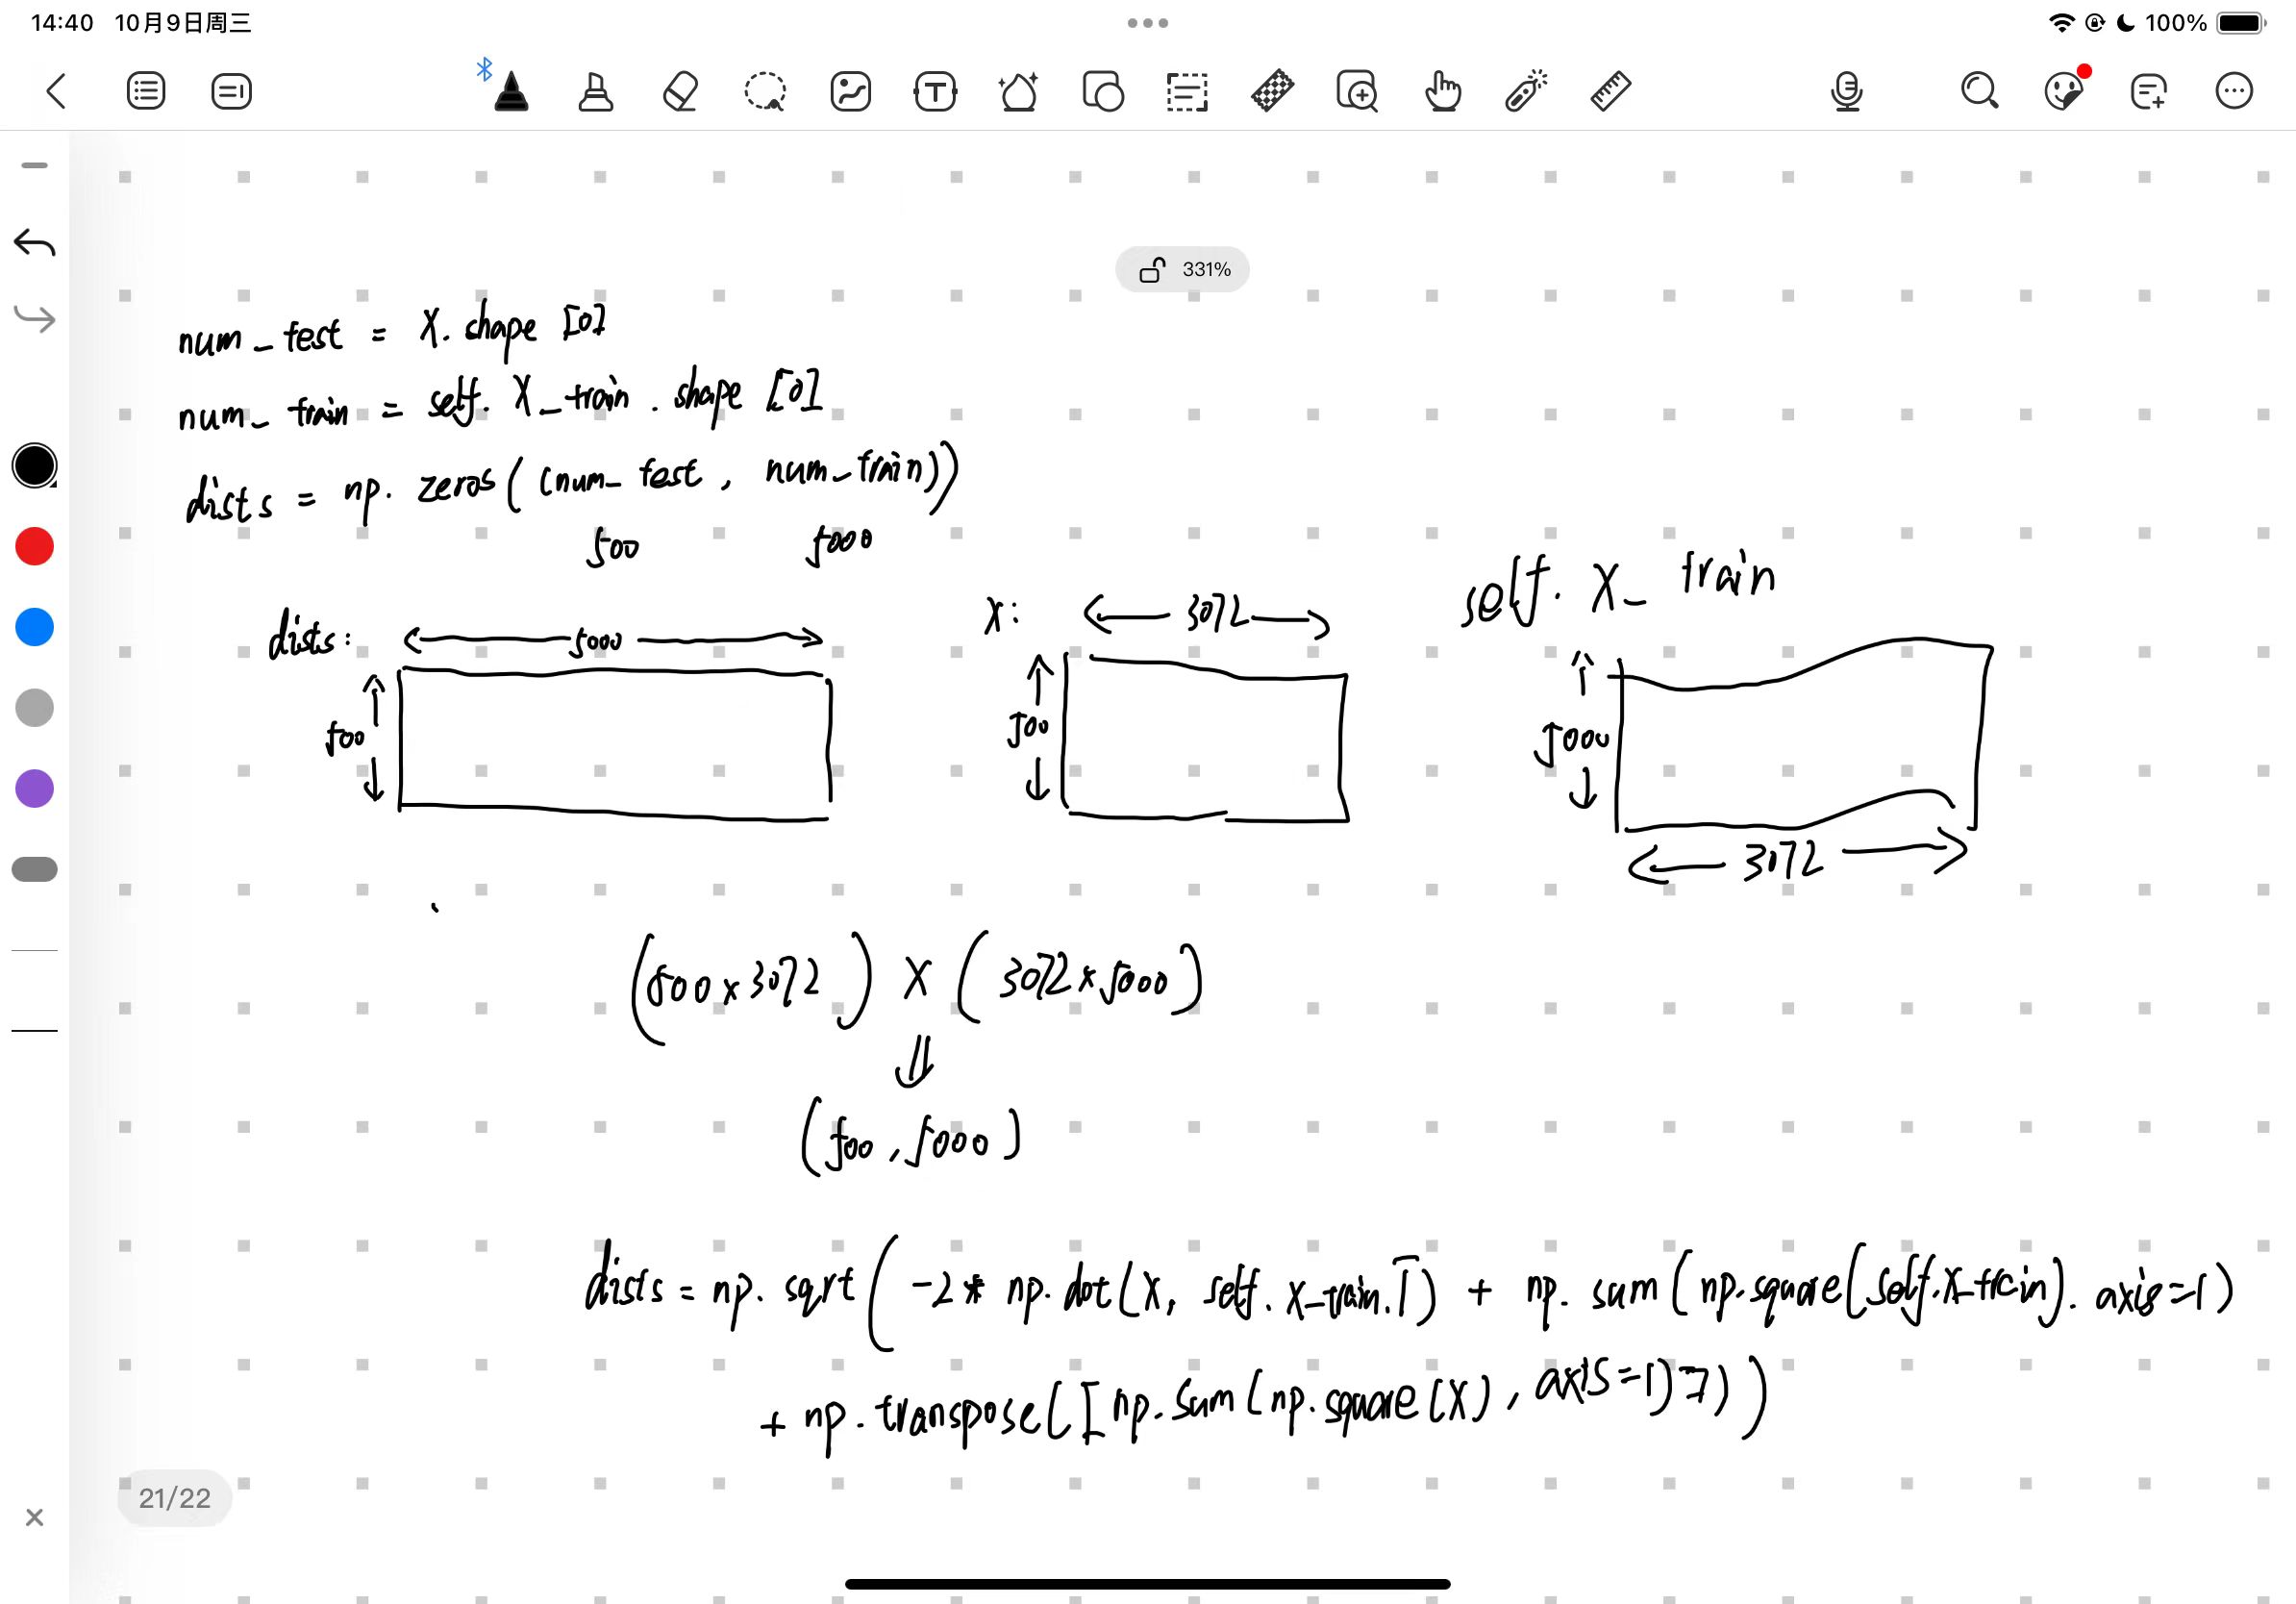 14:40 10月9日周三
100%
331%
num_test = X.shape[0]
num_train = self.X_train.shape[0]
dists = np.zeros((num_test, num_train))
500 5000
self.X_train
dists: 5000
X: 3072
500
500
5000
3072
(500×3072) × (3072×5000)
⇓
(500,5000)
dists = np.sqrt(-2* np.dot(X, self.X_train.T) + np.sum(np.square(self.X_train). axis=1)
+ np.transpose([np.sum(np.square(X), axis=1)]))
21/22